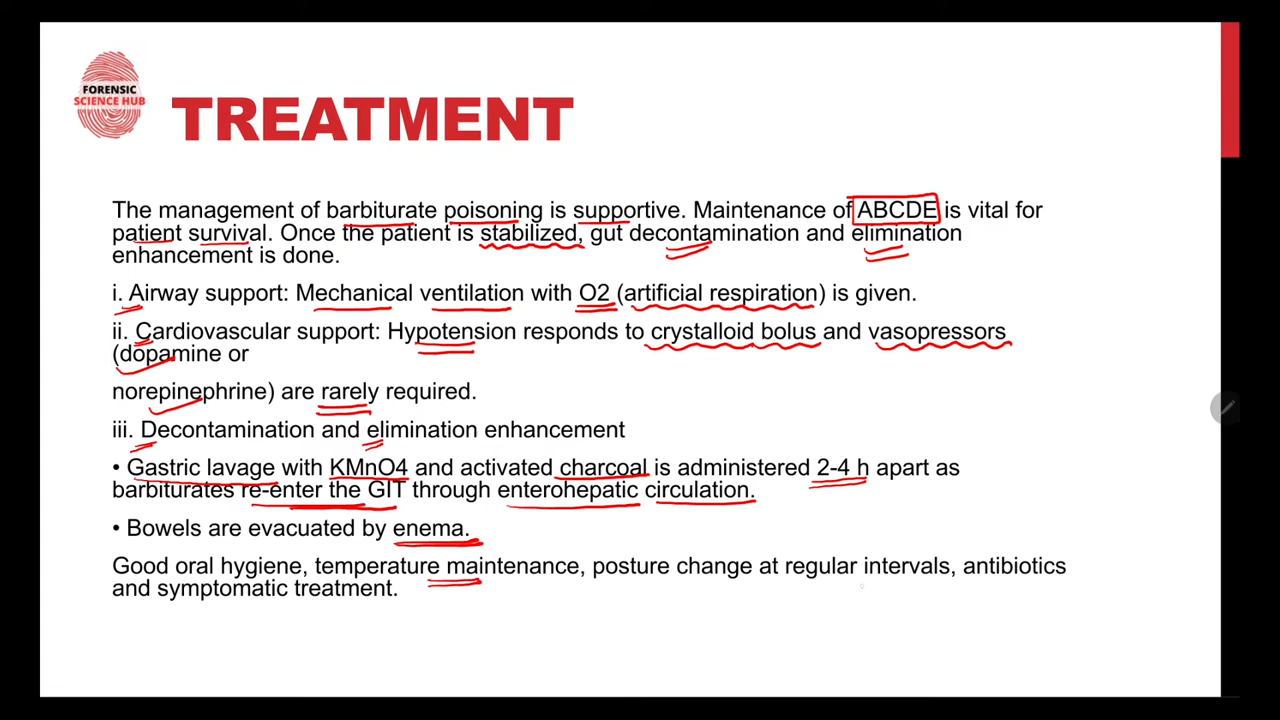 FORENSIC
SCIENCE HUB
TREATMENT
The management of barbiturate poisoning is supportive. Maintenance of ABCDE is vital for
patient survival. Once the patient is stabilized, gut decontamination and elimination
enhancement is done.
i. Airway support: Mechanical ventilation with O2 (artificial respiration) is given.
ii. Cardiovascular support: Hypotension responds to crystalloid bolus and vasopressors
(dopamine or
norepinephrine) are rarely required.
iii. Decontamination and elimination enhancement
• Gastric lavage with KMnO4 and activated charcoal is administered 2-4 h apart as
barbiturates re-enter the GIT through enterohepatic circulation.
• Bowels are evacuated by enema.
Good oral hygiene, temperature maintenance, posture change at regular intervals, antibiotics
and symptomatic treatment.